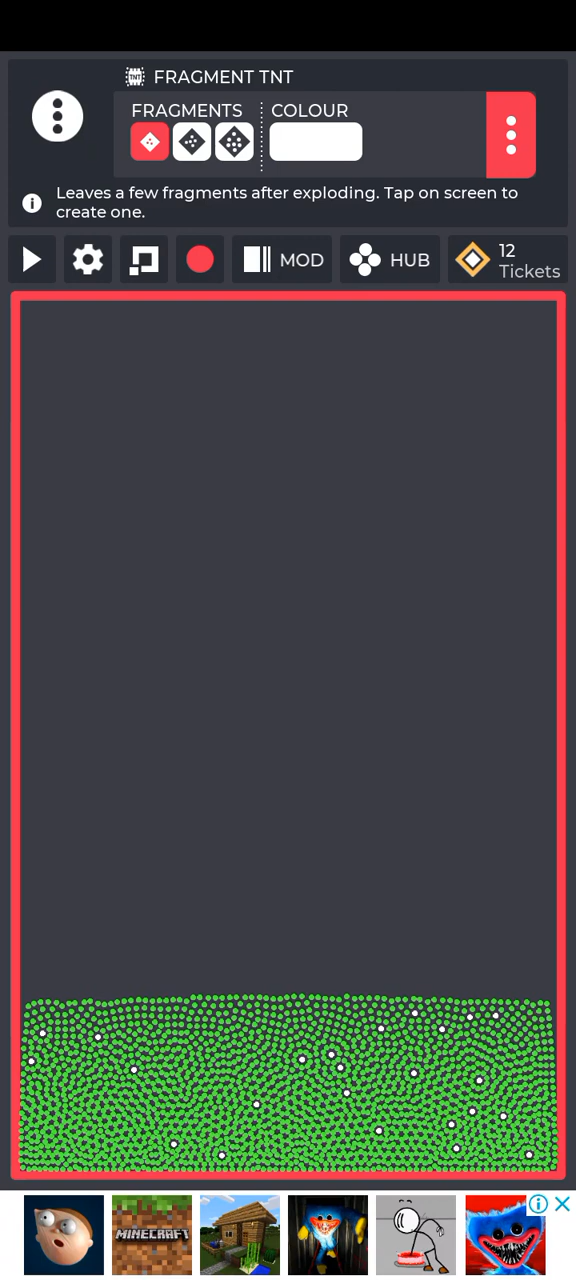 TNT FRAGMENT TNT
FRAGMENTS COLOUR
Leaves a few fragments after exploding. Tap on screen to
create one.
MOD HUB 12
Tickets
MINECRAFT